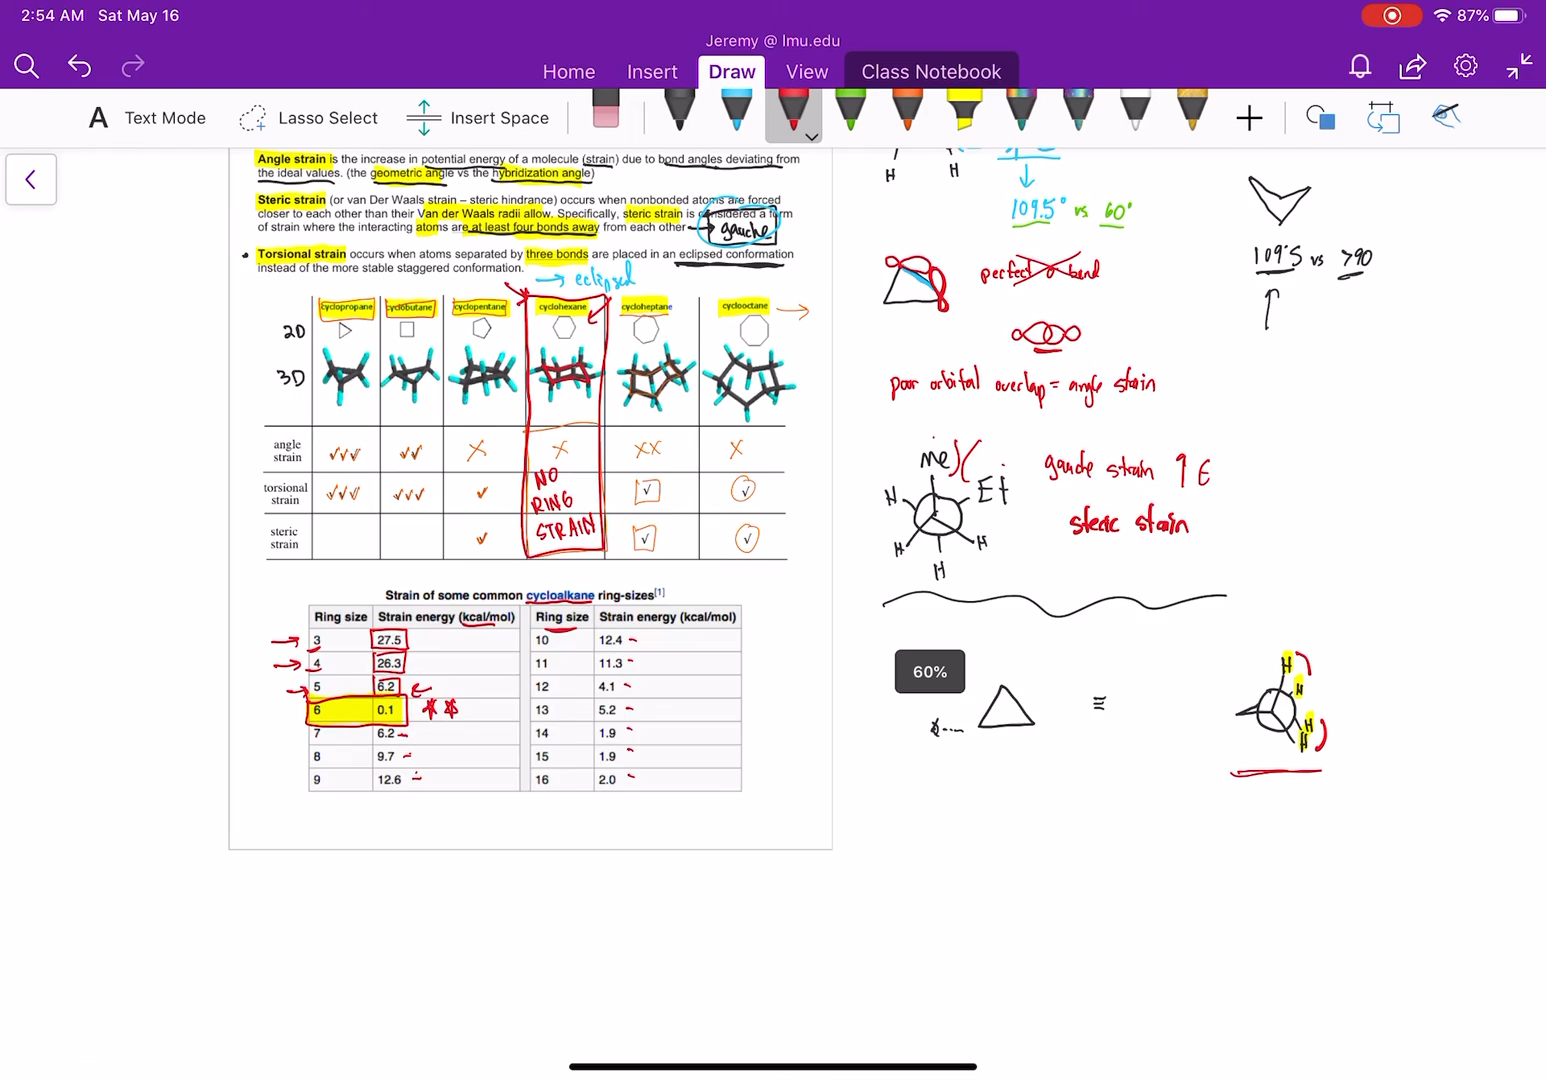 2:54 AM Sat May 16
87%
Jeremy @ lmu.edu
Home Insert Draw View Class Notebook
A Text Mode Lasso Select Insert Space
Angle strain is the increase in potential energy of a molecule (strain) due to bond angles deviating from
the ideal values. (the geometric angle vs the hybridization angle)
Steric strain (or van Der Waals strain – steric hindrance) occurs when nonbonded atoms are forced
closer to each other than their Van der Waals radii allow. Specifically, steric strain is considered a form
of strain where the interacting atoms are at least four bonds away from each other
gauche
Torsional strain occurs when atoms separated by three bonds are placed in an eclipsed conformation
instead of the more stable staggered conformation.
→ eclipsed
cyclopropane cyclobutane cyclopentane cyclohexane cycloheptane cyclooctane
2D
3D
angle
strain ✓✓✓ ✓✓ X X XX X
torsional
strain ✓✓✓ ✓✓✓ ✓ √ √
steric
strain ✓ √ √
NO
RING
STRAIN
Strain of some common cycloalkane ring-sizes[1]
Ring size Strain energy (kcal/mol) Ring size Strain energy (kcal/mol)
3 27.5 10 12.4
4 26.3 11 11.3
5 6.2 12 4.1
6 0.1 13 5.2
7 6.2 14 1.9
8 9.7 15 1.9
9 12.6 16 2.0
H H
109.5° vs 60°
109.5 vs >90
perfect σ bond
poor orbital overlap = angle stain
me
H Et
H H
H
gauche strain ↑ E
steric stain
60%
≡
H
H
H
H